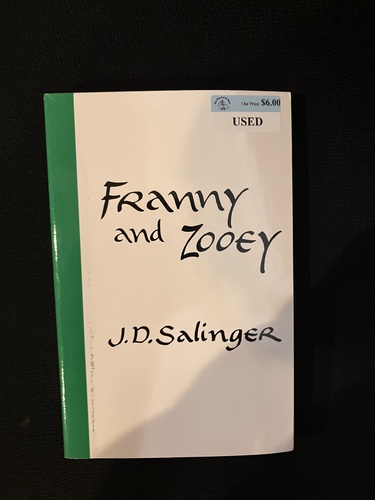 Our Price: $6.00
USED
Franny
and Zooey
J.D. Salinger